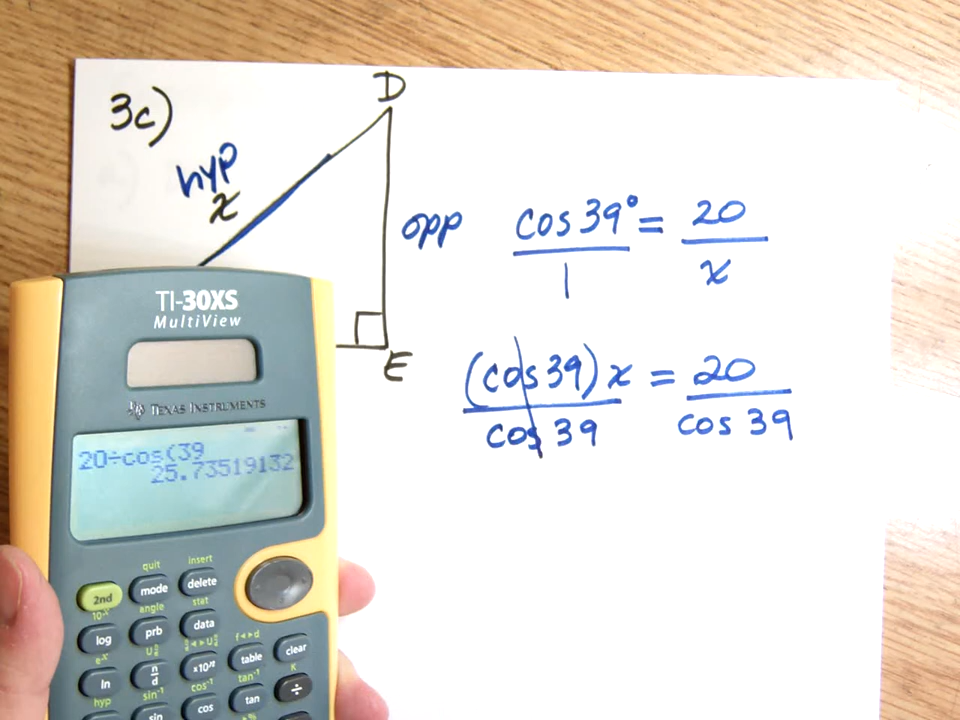 3c)
D
hyp
x
opp
cos 39° = 20
1 x
E
(cos 39) x = 20
cos 39 cos 39
TI-30XS
MultiView
TEXAS INSTRUMENTS
20÷cos(39
25.73519132
quit insert
2nd mode delete
angle stat
log prb data
f◄►d
×10ⁿ table clear
eˣ K
ln n/d ÷
hyp sin⁻¹ cos⁻¹ tan⁻¹
sin cos tan